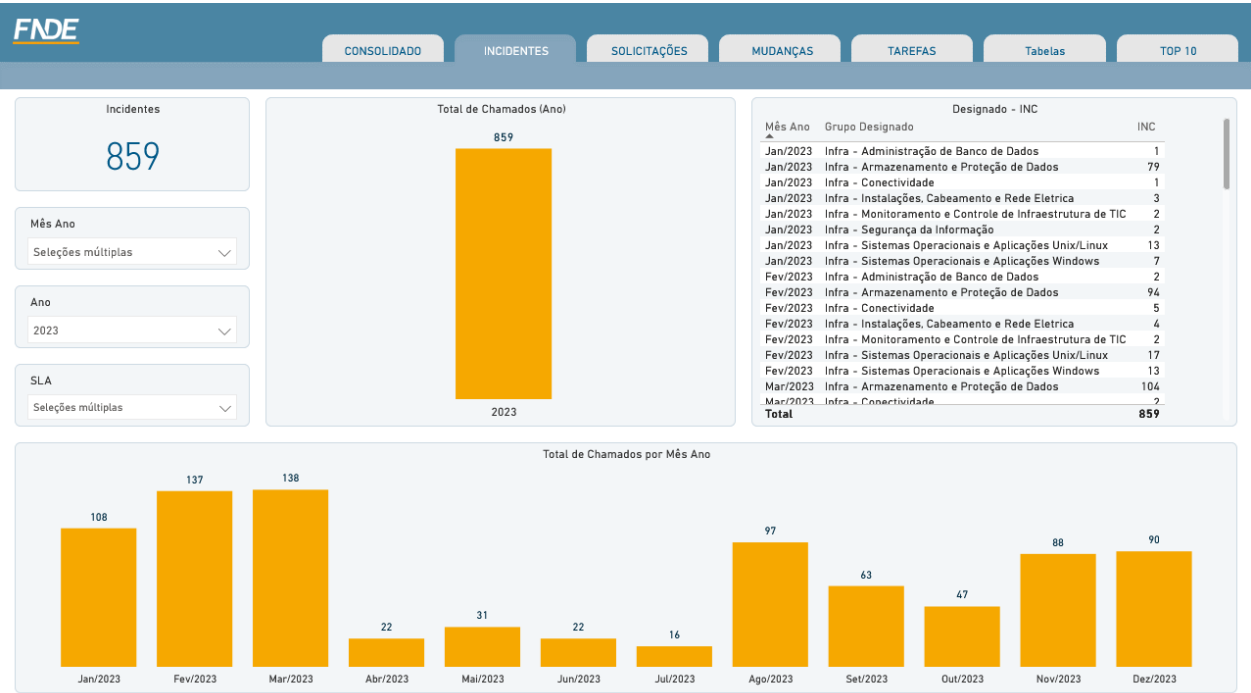 FNDE
CONSOLIDADO
INCIDENTES
SOLICITAÇÕES
MUDANÇAS
TAREFAS
Tabelas
TOP 10
Incidentes
859
Mês Ano
Seleções múltiplas
Ano
2023
SLA
Seleções múltiplas
Total de Chamados (Ano)
859
2023
Designado - INC
Mês Ano Grupo Designado INC
Jan/2023 Infra - Administração de Banco de Dados 1
Jan/2023 Infra - Armazenamento e Proteção de Dados 79
Jan/2023 Infra - Conectividade 1
Jan/2023 Infra - Instalações, Cabeamento e Rede Eletrica 3
Jan/2023 Infra - Monitoramento e Controle de Infraestrutura de TIC 2
Jan/2023 Infra - Segurança da Informação 2
Jan/2023 Infra - Sistemas Operacionais e Aplicações Unix/Linux 13
Jan/2023 Infra - Sistemas Operacionais e Aplicações Windows 7
Fev/2023 Infra - Administração de Banco de Dados 2
Fev/2023 Infra - Armazenamento e Proteção de Dados 94
Fev/2023 Infra - Conectividade 5
Fev/2023 Infra - Instalações, Cabeamento e Rede Eletrica 4
Fev/2023 Infra - Monitoramento e Controle de Infraestrutura de TIC 2
Fev/2023 Infra - Sistemas Operacionais e Aplicações Unix/Linux 17
Fev/2023 Infra - Sistemas Operacionais e Aplicações Windows 13
Mar/2023 Infra - Armazenamento e Proteção de Dados 104
Mar/2023 Infra - Conectividade 2
Total 859
Total de Chamados por Mês Ano
108 137 138 22 31 22 16 97 63 47 88 90
Jan/2023 Fev/2023 Mar/2023 Abr/2023 Mai/2023 Jun/2023 Jul/2023 Ago/2023 Set/2023 Out/2023 Nov/2023 Dez/2023